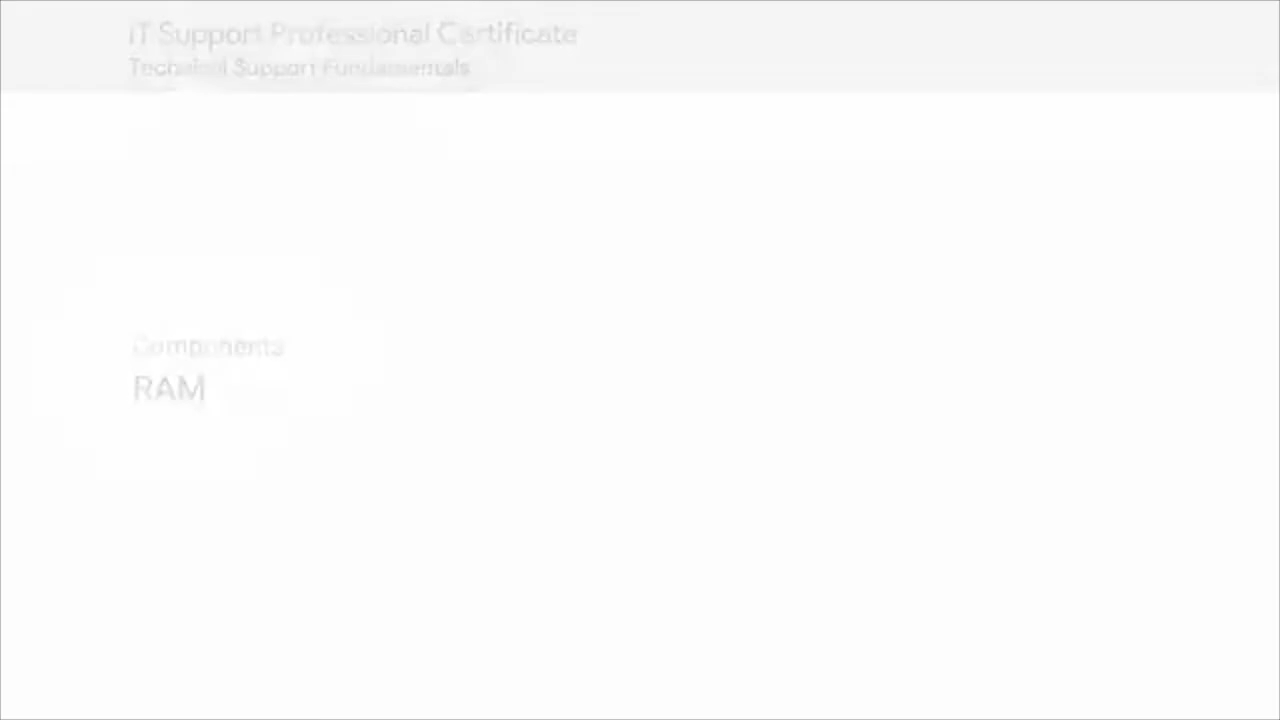 IT Support Professional Certificate
Technical Support Fundamentals
Components
RAM